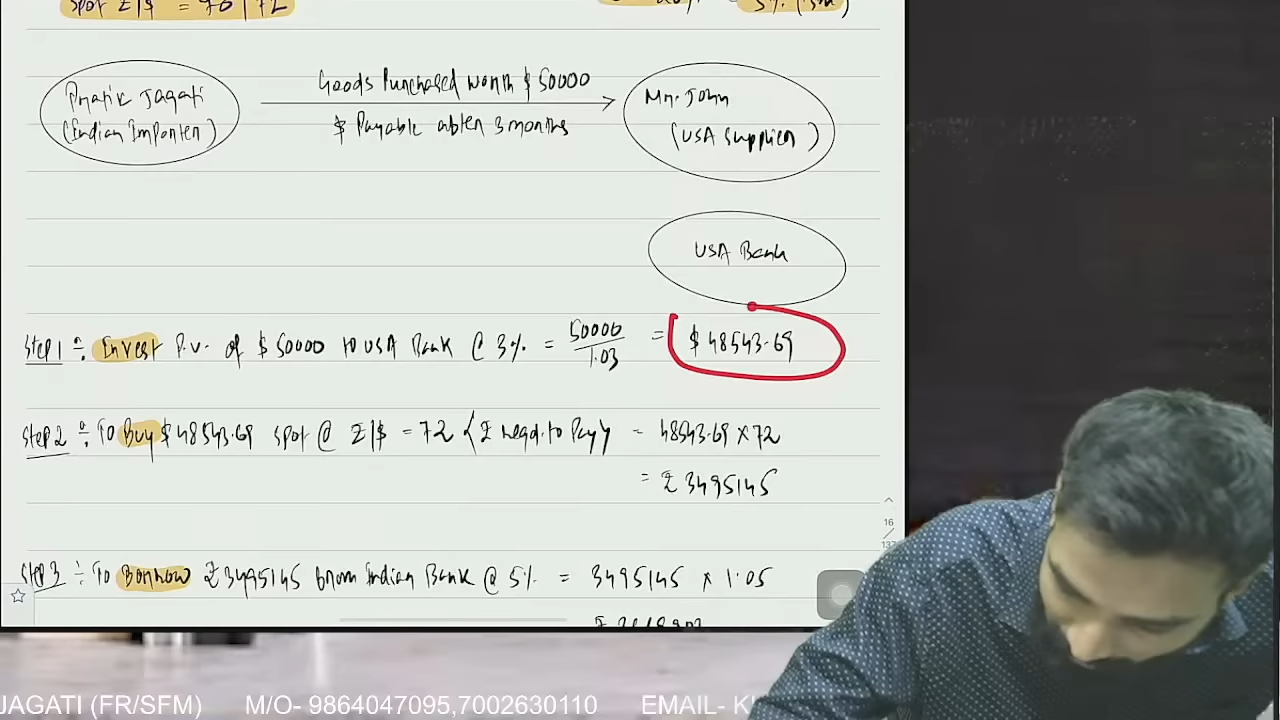 Spot ₹/$ = 70/72
Pratik Jagati
(Indian Importer)
Goods Purchased worth $ 50000
$ Payable after 3 months
Mr. John
(USA Supplier)
USA Bank
Step 1 ÷ Invest P.v. of $ 50000 to USA Bank @ 3% = 50000/1.03 = $ 48543.69
Step 2 ÷ To Buy $ 48543.69 spot @ ₹/$ = 72 {₹ reqd. to Pay} = 48543.69 x 72
= ₹ 3495145
16
137
Step 3 ÷ To Borrow ₹ 3495145 from Indian Bank @ 5% = 3495145 x 1.05
JAGATI (FR/SFM) M/O- 9864047095,7002630110 EMAIL-